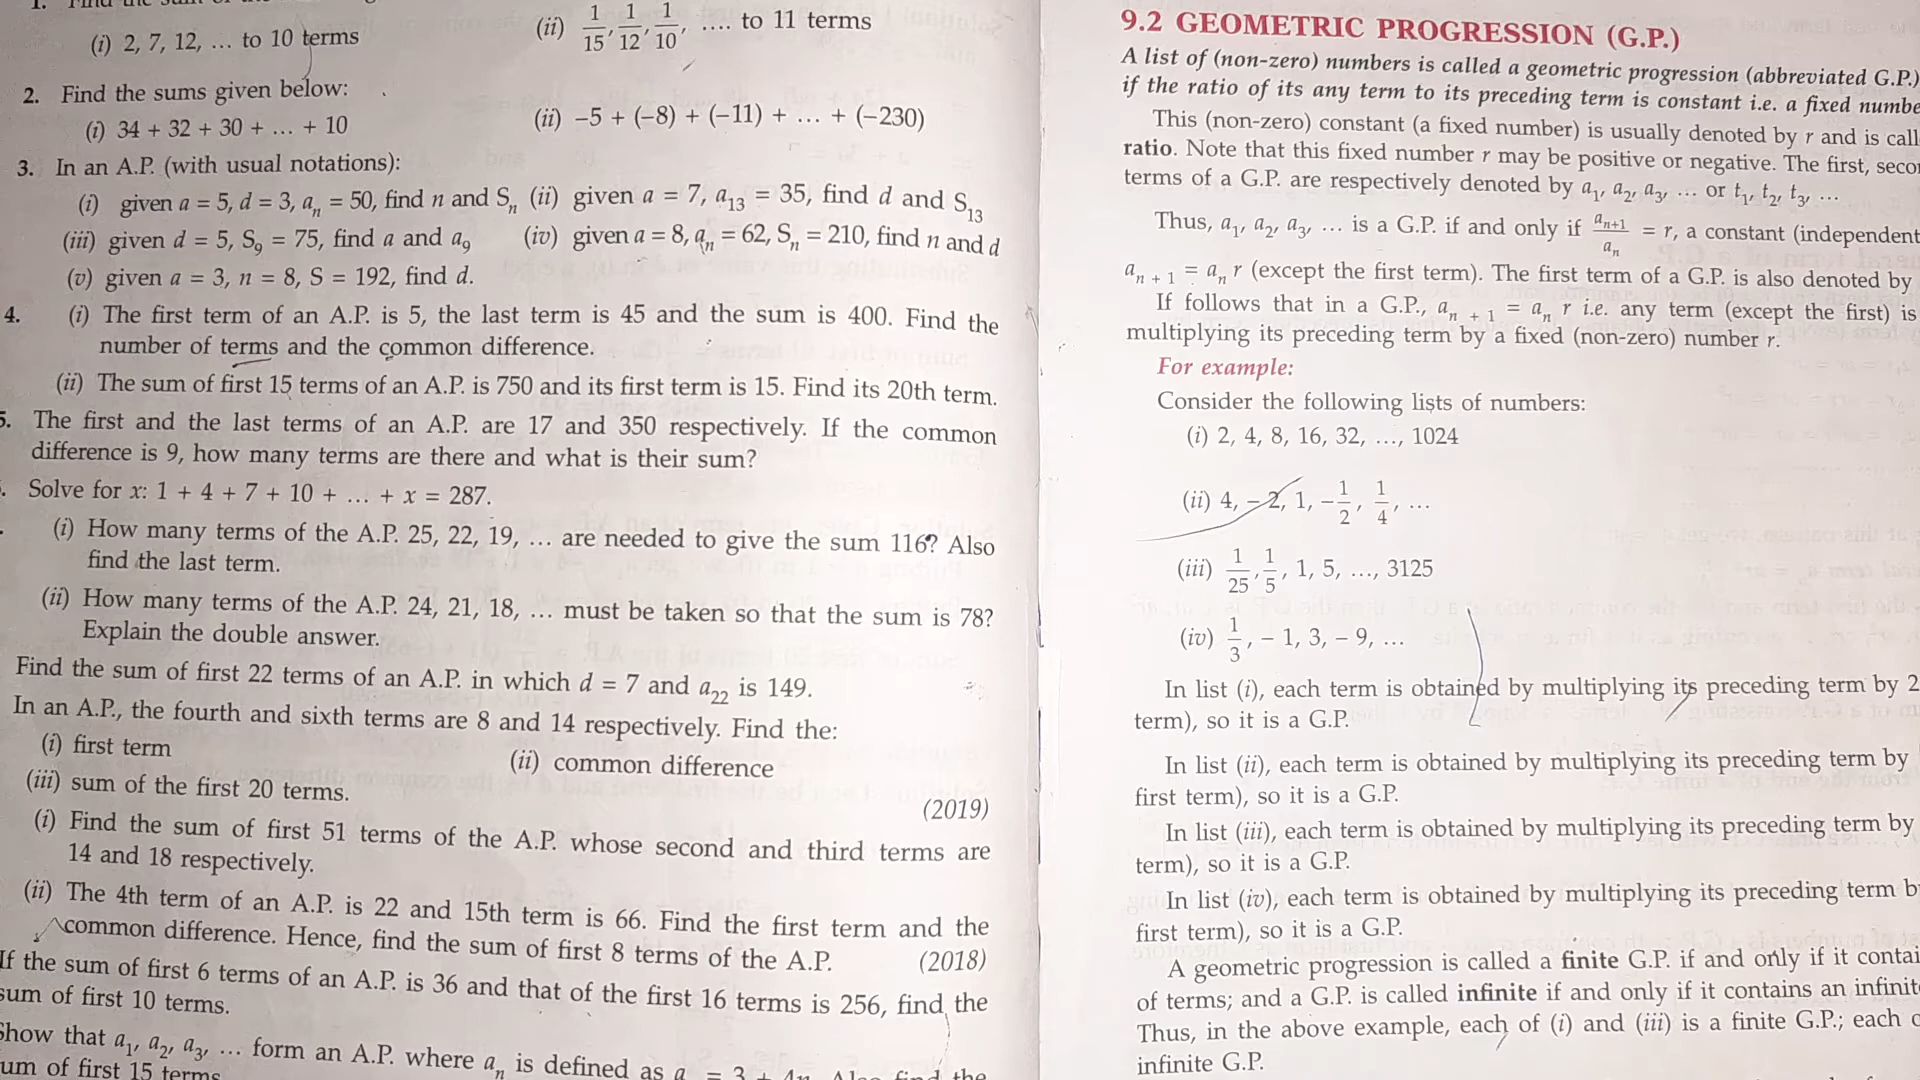 (i) 2, 7, 12, ... to 10 terms
(ii) 1/15, 1/12, 1/10, .... to 11 terms
2. Find the sums given below:
(i) 34 + 32 + 30 + ... + 10
(ii) −5 + (−8) + (−11) + ... + (−230)
3. In an A.P. (with usual notations):
(i) given a = 5, d = 3, aₙ = 50, find n and Sₙ (ii) given a = 7, a₁₃ = 35, find d and S₁₃
(iii) given d = 5, S₉ = 75, find a and a₉ (iv) given a = 8, aₙ = 62, Sₙ = 210, find n and d
(v) given a = 3, n = 8, S = 192, find d.
4. (i) The first term of an A.P. is 5, the last term is 45 and the sum is 400. Find the
number of terms and the common difference.
(ii) The sum of first 15 terms of an A.P. is 750 and its first term is 15. Find its 20th term.
The first and the last terms of an A.P. are 17 and 350 respectively. If the common
difference is 9, how many terms are there and what is their sum?
Solve for x: 1 + 4 + 7 + 10 + ... + x = 287.
(i) How many terms of the A.P. 25, 22, 19, ... are needed to give the sum 116? Also
find the last term.
(ii) How many terms of the A.P. 24, 21, 18, ... must be taken so that the sum is 78?
Explain the double answer.
Find the sum of first 22 terms of an A.P. in which d = 7 and a₂₂ is 149.
In an A.P., the fourth and sixth terms are 8 and 14 respectively. Find the:
(i) first term
(ii) common difference
(iii) sum of the first 20 terms.
(2019)
(i) Find the sum of first 51 terms of the A.P. whose second and third terms are
14 and 18 respectively.
(ii) The 4th term of an A.P. is 22 and 15th term is 66. Find the first term and the
common difference. Hence, find the sum of first 8 terms of the A.P. (2018)
If the sum of first 6 terms of an A.P. is 36 and that of the first 16 terms is 256, find the
sum of first 10 terms.
Show that a₁, a₂, a₃, ... form an A.P. where aₙ is defined as a = 3 + 4n. Also find the
um of first 15 terms
9.2 GEOMETRIC PROGRESSION (G.P.)
A list of (non-zero) numbers is called a geometric progression (abbreviated G.P.)
if the ratio of its any term to its preceding term is constant i.e. a fixed numbe
This (non-zero) constant (a fixed number) is usually denoted by r and is call
ratio. Note that this fixed number r may be positive or negative. The first, secon
terms of a G.P. are respectively denoted by a₁, a₂, a₃, ... or t₁, t₂, t₃, ...
Thus, a₁, a₂, a₃, ... is a G.P. if and only if aₙ₊₁/aₙ = r, a constant (independent
aₙ ₊ ₁ = aₙ r (except the first term). The first term of a G.P. is also denoted by
If follows that in a G.P., aₙ ₊ ₁ = aₙ r i.e. any term (except the first) is
multiplying its preceding term by a fixed (non-zero) number r.
For example:
Consider the following lists of numbers:
(i) 2, 4, 8, 16, 32, ..., 1024
(ii) 4, − 2, 1, −1/2, 1/4, ...
(iii) 1/25, 1/5, 1, 5, ..., 3125
(iv) 1/3, − 1, 3, − 9, ...
In list (i), each term is obtained by multiplying its preceding term by 2
term), so it is a G.P.
In list (ii), each term is obtained by multiplying its preceding term by
first term), so it is a G.P.
In list (iii), each term is obtained by multiplying its preceding term by
term), so it is a G.P.
In list (iv), each term is obtained by multiplying its preceding term b
first term), so it is a G.P.
A geometric progression is called a finite G.P. if and only if it contai
of terms; and a G.P. is called infinite if and only if it contains an infinit
Thus, in the above example, each of (i) and (iii) is a finite G.P.; each o
infinite G.P.